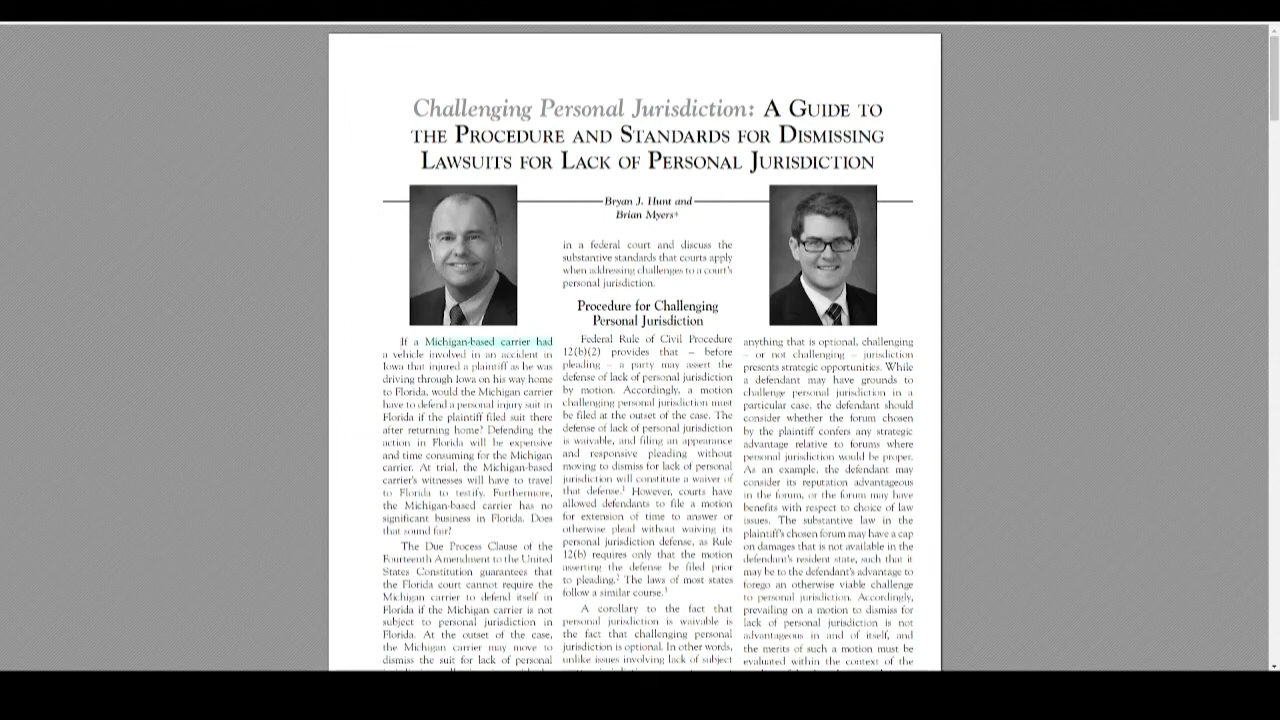 Challenging Personal Jurisdiction: A GUIDE TO
THE PROCEDURE AND STANDARDS FOR DISMISSING
LAWSUITS FOR LACK OF PERSONAL JURISDICTION
Bryan J. Hunt and
Brian Myers*
If a Michigan-based carrier had
a vehicle involved in an accident in
Iowa that injured a plaintiff as he was
driving through Iowa on his way home
to Florida, would the Michigan carrier
have to defend a personal injury suit in
Florida if the plaintiff filed suit there
after returning home? Defending the
action in Florida will be expensive
and time consuming for the Michigan
carrier. At trial, the Michigan-based
carrier's witnesses will have to travel
to Florida to testify. Furthermore,
the Michigan-based carrier has no
significant business in Florida. Does
that sound fair?
The Due Process Clause of the
Fourteenth Amendment to the United
States Constitution guarantees that
the Florida court cannot require the
Michigan carrier to defend itself in
Florida if the Michigan carrier is not
subject to personal jurisdiction in
Florida. At the outset of the case,
the Michigan carrier may move to
dismiss the suit for lack of personal
in a federal court and discuss the
substantive standards that courts apply
when addressing challenges to a court's
personal jurisdiction.
Procedure for Challenging
Personal Jurisdiction
Federal Rule of Civil Procedure
12(b)(2) provides that – before
pleading – a party may assert the
defense of lack of personal jurisdiction
by motion. Accordingly, a motion
challenging personal jurisdiction must
be filed at the outset of the case. The
defense of lack of personal jurisdiction
is waivable, and filing an appearance
and responsive pleading without
moving to dismiss for lack of personal
jurisdiction will constitute a waiver of
that defense.1 However, courts have
allowed defendants to file a motion
for extension of time to answer or
otherwise plead without waiving its
personal jurisdiction defense, as Rule
12(b) requires only that the motion
asserting the defense be filed prior
to pleading.2 The laws of most states
follow a similar course.3
A corollary to the fact that
personal jurisdiction is waivable is
the fact that challenging personal
jurisdiction is optional. In other words,
unlike issues involving lack of subject
anything that is optional, challenging
– or not challenging – jurisdiction
presents strategic opportunities. While
a defendant may have grounds to
challenge personal jurisdiction in a
particular case, the defendant should
consider whether the forum chosen
by the plaintiff confers any strategic
advantage relative to forums where
personal jurisdiction would be proper.
As an example, the defendant may
consider its reputation advantageous
in the forum, or the forum may have
benefits with respect to choice of law
issues. The substantive law in the
plaintiff's chosen forum may have a cap
on damages that is not available in the
defendant's resident state, such that it
may be to the defendant's advantage to
forego an otherwise viable challenge
to personal jurisdiction. Accordingly,
prevailing on a motion to dismiss for
lack of personal jurisdiction is not
advantageous in and of itself, and
the merits of such a motion must be
evaluated within the context of the